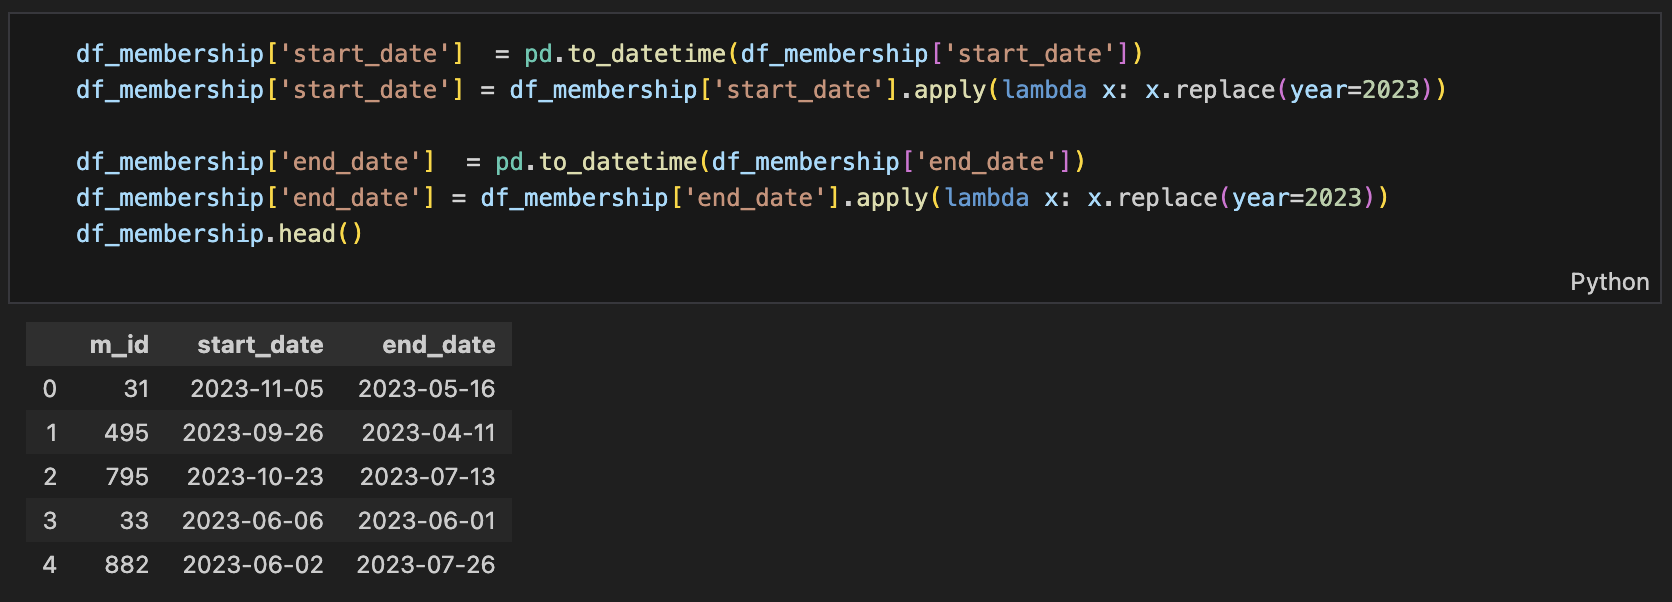 df_membership['start_date']  = pd.to_datetime(df_membership['start_date'])
df_membership['start_date'] = df_membership['start_date'].apply(lambda x: x.replace(year=2023))
df_membership['end_date']  = pd.to_datetime(df_membership['end_date'])
df_membership['end_date'] = df_membership['end_date'].apply(lambda x: x.replace(year=2023))
df_membership.head()
Python
m_id start_date end_date
0 31 2023-11-05 2023-05-16
1 495 2023-09-26 2023-04-11
2 795 2023-10-23 2023-07-13
3 33 2023-06-06 2023-06-01
4 882 2023-06-02 2023-07-26